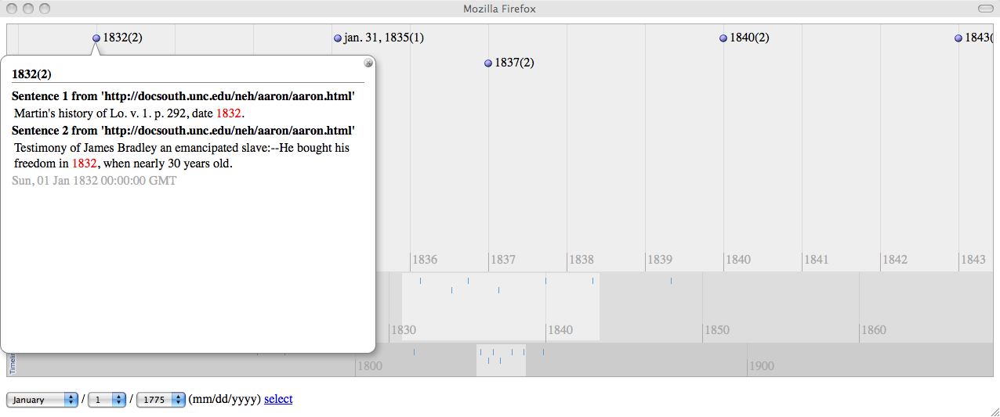 Mozilla Firefox
1832(2)
jan. 31, 1835(1)
1840(2)
1843(
1837(2)
1832(2)
Sentence 1 from 'http://docsouth.unc.edu/neh/aaron/aaron.html'
Martin's history of Lo. v. 1. p. 292, date 1832.
Sentence 2 from 'http://docsouth.unc.edu/neh/aaron/aaron.html'
Testimony of James Bradley an emancipated slave:--He bought his
freedom in 1832, when nearly 30 years old.
Sun, 01 Jan 1832 00:00:00 GMT
1836 1837 1838 1839 1840 1841 1842 1843
1830 1840 1850 1860
Timelin
1800 1900
January / 1 / 1775 (mm/dd/yyyy) select